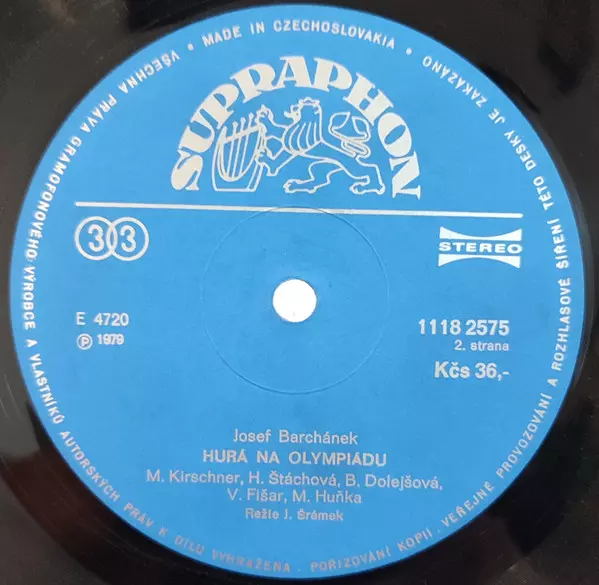 VŠECHNA PRÁVA GRAMOFONOVÉHO VÝROBCE A VLASTNÍKŮ AUTORSKÝCH PRÁV K DÍLU VYHRAŽENA. POŘIZOVÁNÍ KOPIÍ, VEŘEJNÉ PROVOZOVÁNÍ A ROZHLASOVÉ ŠÍŘENÍ TÉTO DESKY JE ZAKÁZÁNO
• MADE IN CZECHOSLOVAKIA •
SUPRAPHON
33
STEREO
E 4720
Ⓟ 1979
1118 2575
2. strana
Kčs 36,-
Josef Barchánek
HURÁ NA OLYMPIÁDU
M. Kirschner, H. Štáchová, B. Dolejšová,
V. Fišar, M. Huňka
Režie J. Šrámek